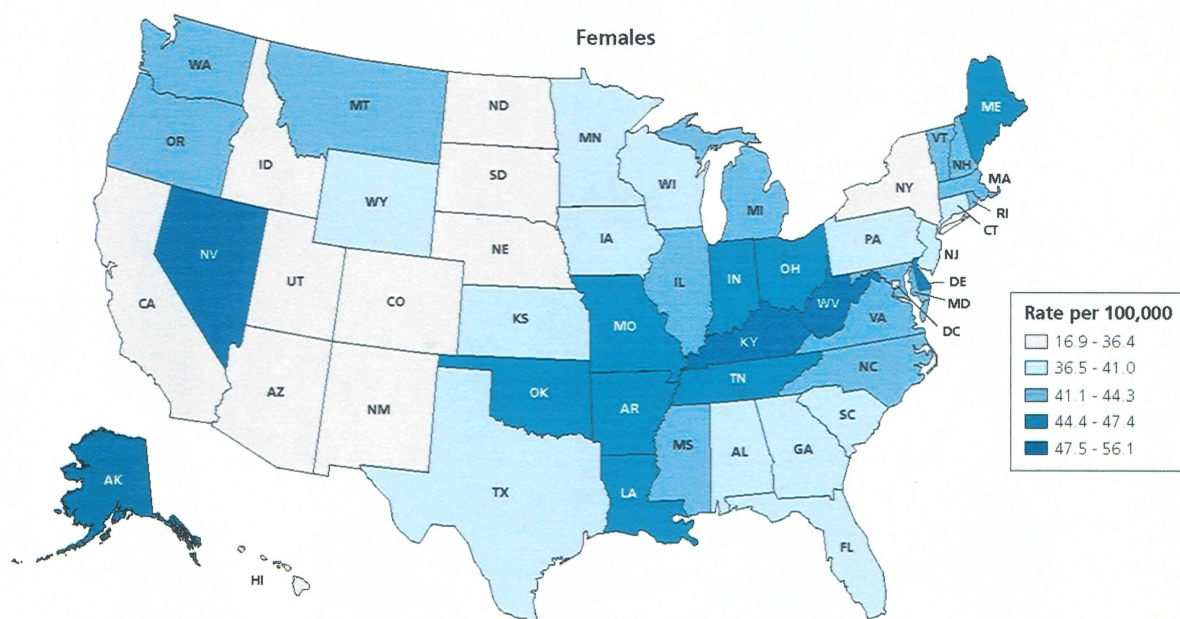 Females
WA
MT
ND
MN
ME
OR
ID
SD
WI
MI
VT
NH
NY
MA
RI
CT
WY
NV
UT
CO
NE
IA
IL
IN
OH
PA
NJ
DE
MD
DC
CA
KS
MO
KY
WV
VA
AZ
NM
OK
AR
TN
NC
SC
TX
LA
MS
AL
GA
FL
AK
HI
Rate per 100,000
16.9 - 36.4
36.5 - 41.0
41.1 - 44.3
44.4 - 47.4
47.5 - 56.1